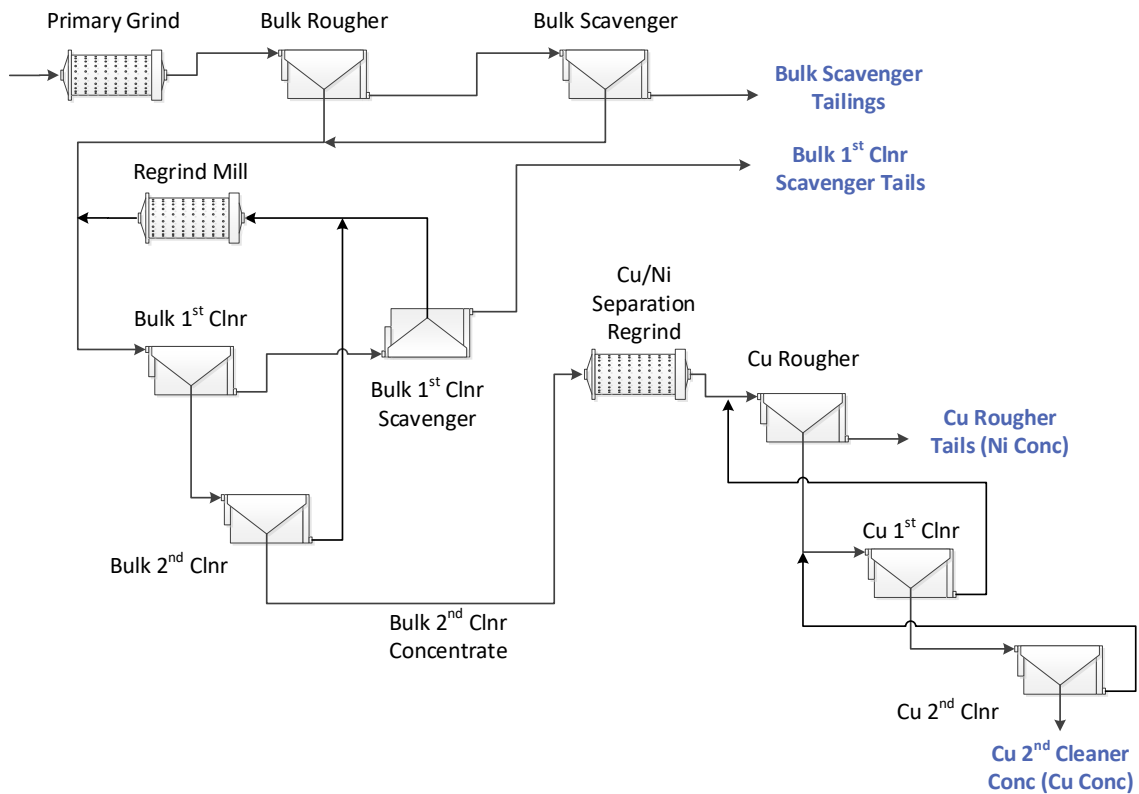 Primary Grind
Bulk Rougher
Bulk Scavenger
Bulk Scavenger
Tailings
Bulk 1st Clnr
Scavenger Tails
Regrind Mill
Cu/Ni
Separation
Regrind
Bulk 1st Clnr
Cu Rougher
Bulk 1st Clnr
Scavenger
Cu Rougher
Tails (Ni Conc)
Cu 1st Clnr
Bulk 2nd Clnr
Bulk 2nd Clnr
Concentrate
Cu 2nd Clnr
Cu 2nd Cleaner
Conc (Cu Conc)